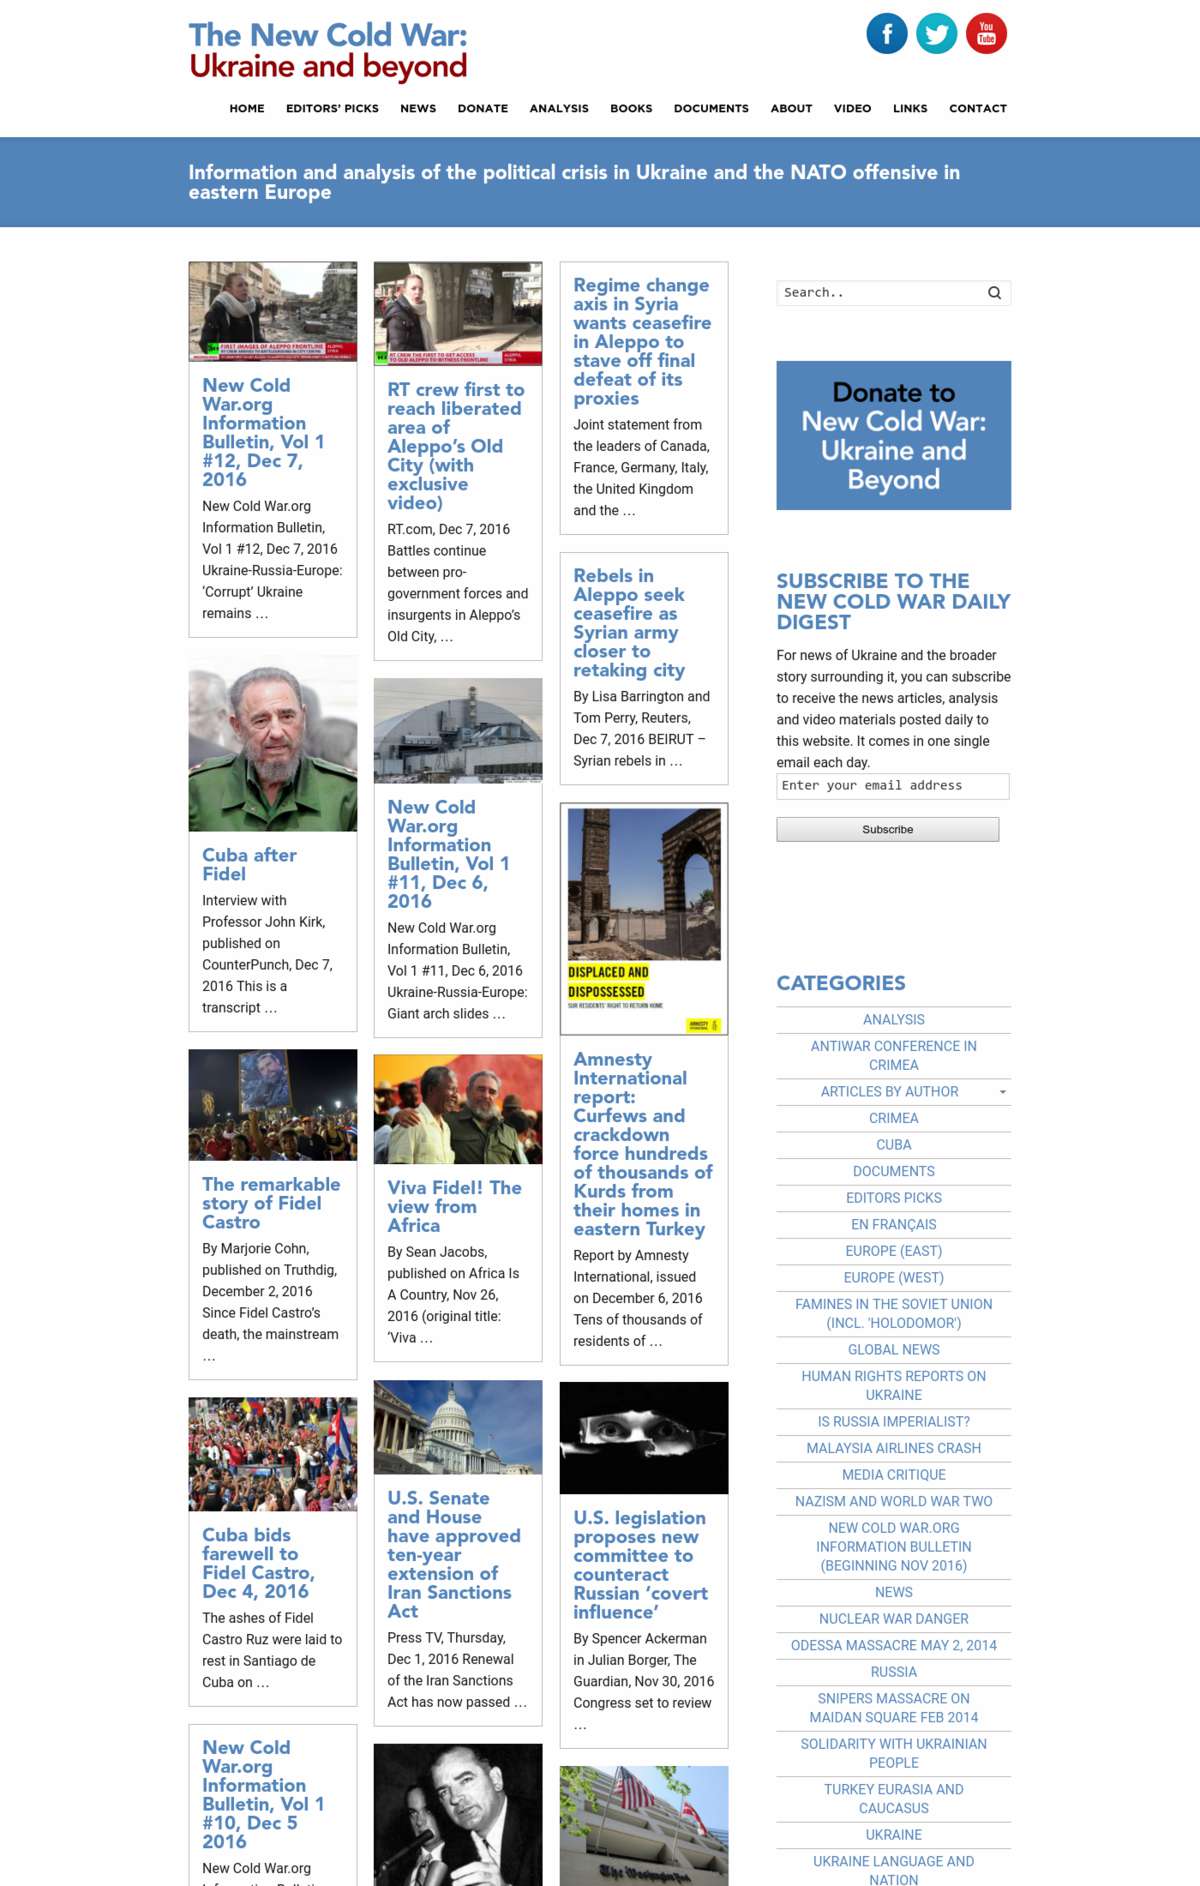 The New Cold War:
Ukraine and beyond
You
Tube
HOME EDITORS' PICKS NEWS DONATE ANALYSIS BOOKS DOCUMENTS ABOUT VIDEO LINKS CONTACT
Information and analysis of the political crisis in Ukraine and the NATO offensive in
eastern Europe
FIRST IMAGES OF ALEPPO FRONTLINE
New Cold
War.org
Information
Bulletin, Vol 1
#12, Dec 7,
2016
New Cold War.org
Information Bulletin,
Vol 1 #12, Dec 7, 2016
Ukraine-Russia-Europe:
‘Corrupt’ Ukraine
remains …
Cuba after
Fidel
Interview with
Professor John Kirk,
published on
CounterPunch, Dec 7,
2016 This is a
transcript …
The remarkable
story of Fidel
Castro
By Marjorie Cohn,
published on Truthdig,
December 2, 2016
Since Fidel Castro’s
death, the mainstream
…
Cuba bids
farewell to
Fidel Castro,
Dec 4, 2016
The ashes of Fidel
Castro Ruz were laid to
rest in Santiago de
Cuba on …
New Cold
War.org
Information
Bulletin, Vol 1
#10, Dec 5
2016
New Cold War.org
RT CREW THE FIRST TO GET ACCESS
TO OLD ALEPPO TO WITNESS FRONTLINE
RT crew first to
reach liberated
area of
Aleppo’s Old
City (with
exclusive
video)
RT.com, Dec 7, 2016
Battles continue
between pro-
government forces and
insurgents in Aleppo’s
Old City, …
New Cold
War.org
Information
Bulletin, Vol 1
#11, Dec 6,
2016
New Cold War.org
Information Bulletin,
Vol 1 #11, Dec 6, 2016
Ukraine-Russia-Europe:
Giant arch slides …
Viva Fidel! The
view from
Africa
By Sean Jacobs,
published on Africa Is
A Country, Nov 26,
2016 (original title:
‘Viva …
U.S. Senate
and House
have approved
ten-year
extension of
Iran Sanctions
Act
Press TV, Thursday,
Dec 1, 2016 Renewal
of the Iran Sanctions
Act has now passed …
Regime change
axis in Syria
wants ceasefire
in Aleppo to
stave off final
defeat of its
proxies
Joint statement from
the leaders of Canada,
France, Germany, Italy,
the United Kingdom
and the …
Rebels in
Aleppo seek
ceasefire as
Syrian army
closer to
retaking city
By Lisa Barrington and
Tom Perry, Reuters,
Dec 7, 2016 BEIRUT –
Syrian rebels in …
DISPLACED AND
DISPOSSESSED
SUR RESIDENTS' RIGHT TO RETURN HOME
AMNESTY
INTERNATIONAL
Amnesty
International
report:
Curfews and
crackdown
force hundreds
of thousands of
Kurds from
their homes in
eastern Turkey
Report by Amnesty
International, issued
on December 6, 2016
Tens of thousands of
residents of …
U.S. legislation
proposes new
committee to
counteract
Russian ‘covert
influence’
By Spencer Ackerman
in Julian Borger, The
Guardian, Nov 30, 2016
Congress set to review
…
The Washington Post
Search..
Donate to
New Cold War:
Ukraine and
Beyond
SUBSCRIBE TO THE
NEW COLD WAR DAILY
DIGEST
For news of Ukraine and the broader
story surrounding it, you can subscribe
to receive the news articles, analysis
and video materials posted daily to
this website. It comes in one single
email each day.
Enter your email address
Subscribe
CATEGORIES
ANALYSIS
ANTIWAR CONFERENCE IN
CRIMEA
ARTICLES BY AUTHOR
CRIMEA
CUBA
DOCUMENTS
EDITORS PICKS
EN FRANÇAIS
EUROPE (EAST)
EUROPE (WEST)
FAMINES IN THE SOVIET UNION
(INCL. 'HOLODOMOR')
GLOBAL NEWS
HUMAN RIGHTS REPORTS ON
UKRAINE
IS RUSSIA IMPERIALIST?
MALAYSIA AIRLINES CRASH
MEDIA CRITIQUE
NAZISM AND WORLD WAR TWO
NEW COLD WAR.ORG
INFORMATION BULLETIN
(BEGINNING NOV 2016)
NEWS
NUCLEAR WAR DANGER
ODESSA MASSACRE MAY 2, 2014
RUSSIA
SNIPERS MASSACRE ON
MAIDAN SQUARE FEB 2014
SOLIDARITY WITH UKRAINIAN
PEOPLE
TURKEY EURASIA AND
CAUCASUS
UKRAINE
UKRAINE LANGUAGE AND
NATION